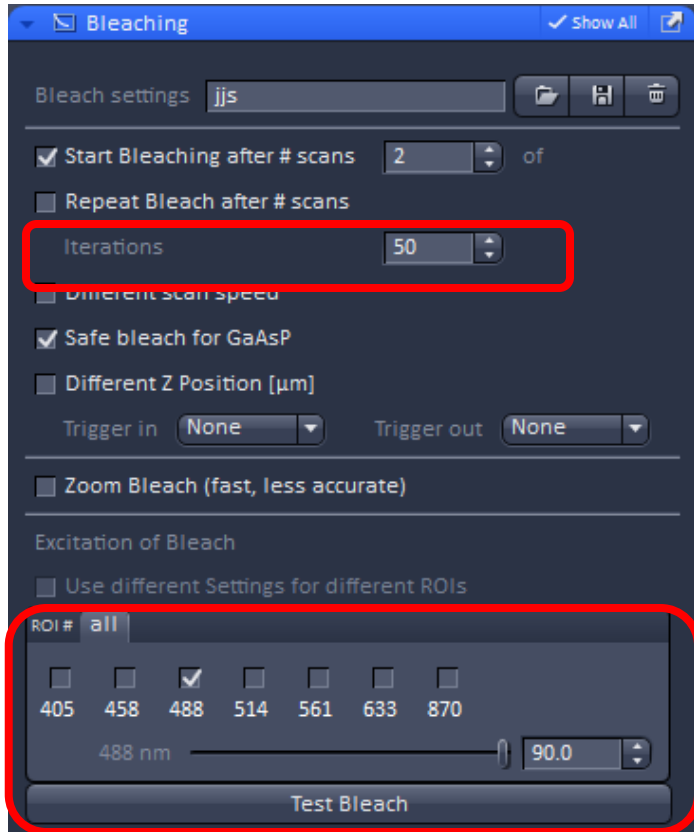 Bleaching Show All
Bleach settings jjs
Start Bleaching after # scans 2 of
Repeat Bleach after # scans
Iterations 50
Different scan speed
Safe bleach for GaAsP
Different Z Position [µm]
Trigger in None Trigger out None
Zoom Bleach (fast, less accurate)
Excitation of Bleach
Use different Settings for different ROIs
ROI # all
405 458 488 514 561 633 870
488 nm 90.0
Test Bleach